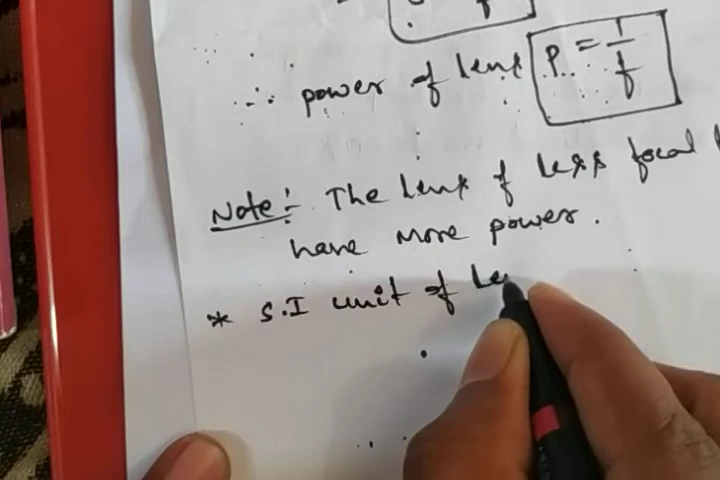 ∴ power of lens P = 1/f
Note:- The lens of less focal
have more power.
* S.I unit of Le